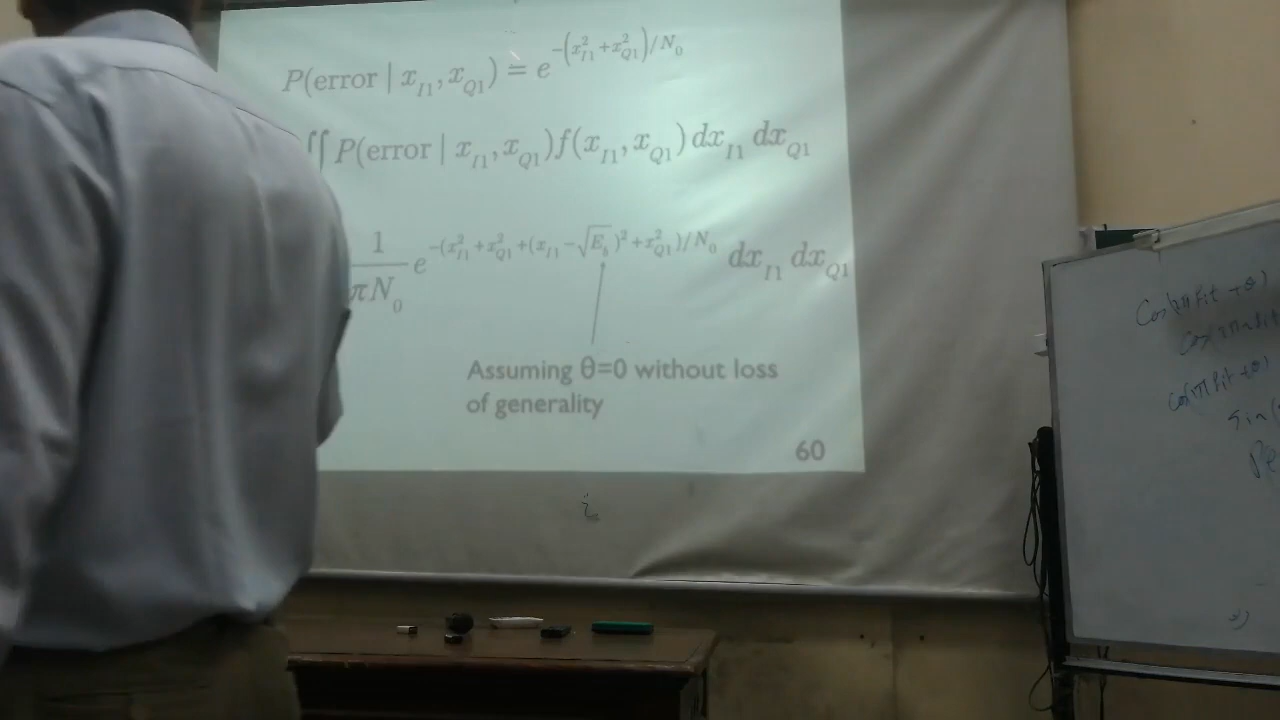 P(error | x_{I1}, x_{Q1}) = e^{-(x_{I1}^2 + x_{Q1}^2)/N_0}
∬ P(error | x_{I1}, x_{Q1}) f(x_{I1}, x_{Q1}) dx_{I1} dx_{Q1}
\frac{1}{πN_0} e^{-(x_{I1}^2 + x_{Q1}^2 + (x_{I1} - \sqrt{E_b})^2 + x_{Q1}^2)/N_0} dx_{I1} dx_{Q1}
Assuming θ=0 without loss
of generality
60